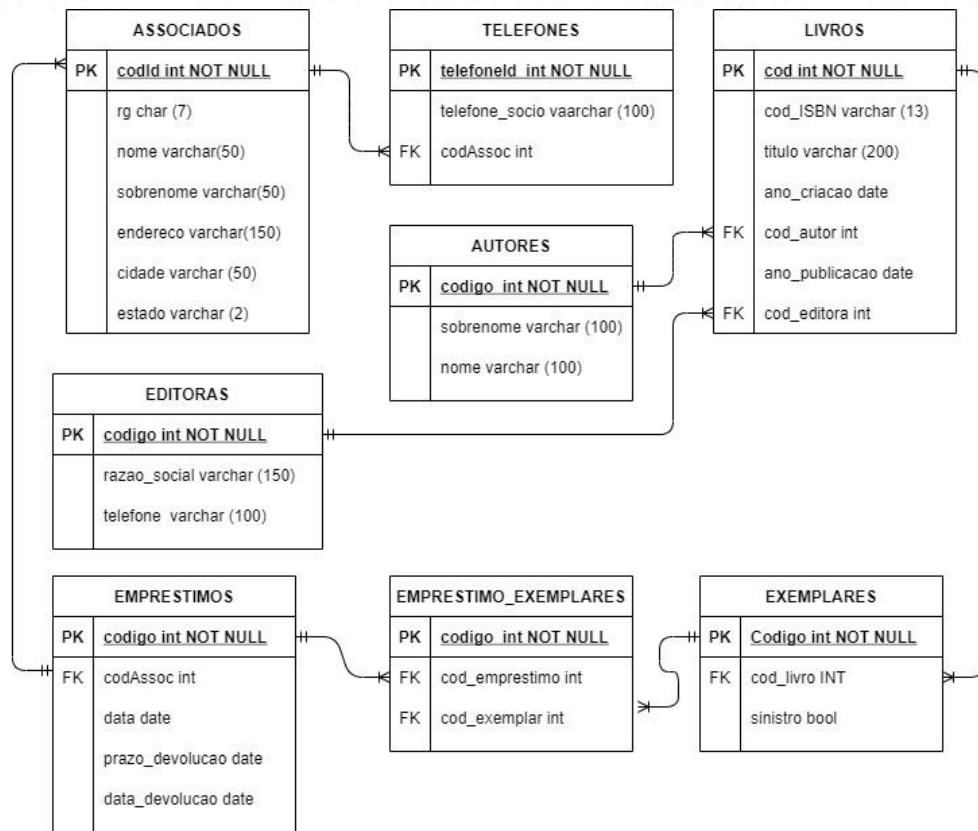 ASSOCIADOS
PK codId int NOT NULL
rg char (7)
nome varchar(50)
sobrenome varchar(50)
endereco varchar(150)
cidade varchar (50)
estado varchar (2)
TELEFONES
PK telefoneId int NOT NULL
telefone_socio vaarchar (100)
FK codAssoc int
LIVROS
PK cod int NOT NULL
cod_ISBN varchar (13)
titulo varchar (200)
ano_criacao date
FK cod_autor int
ano_publicacao date
FK cod_editora int
AUTORES
PK codigo int NOT NULL
sobrenome varchar (100)
nome varchar (100)
EDITORAS
PK codigo int NOT NULL
razao_social varchar (150)
telefone varchar (100)
EMPRESTIMOS
PK codigo int NOT NULL
FK codAssoc int
data date
prazo_devolucao date
data_devolucao date
EMPRESTIMO_EXEMPLARES
PK codigo int NOT NULL
FK cod_emprestimo int
FK cod_exemplar int
EXEMPLARES
PK Codigo int NOT NULL
FK cod_livro INT
sinistro bool